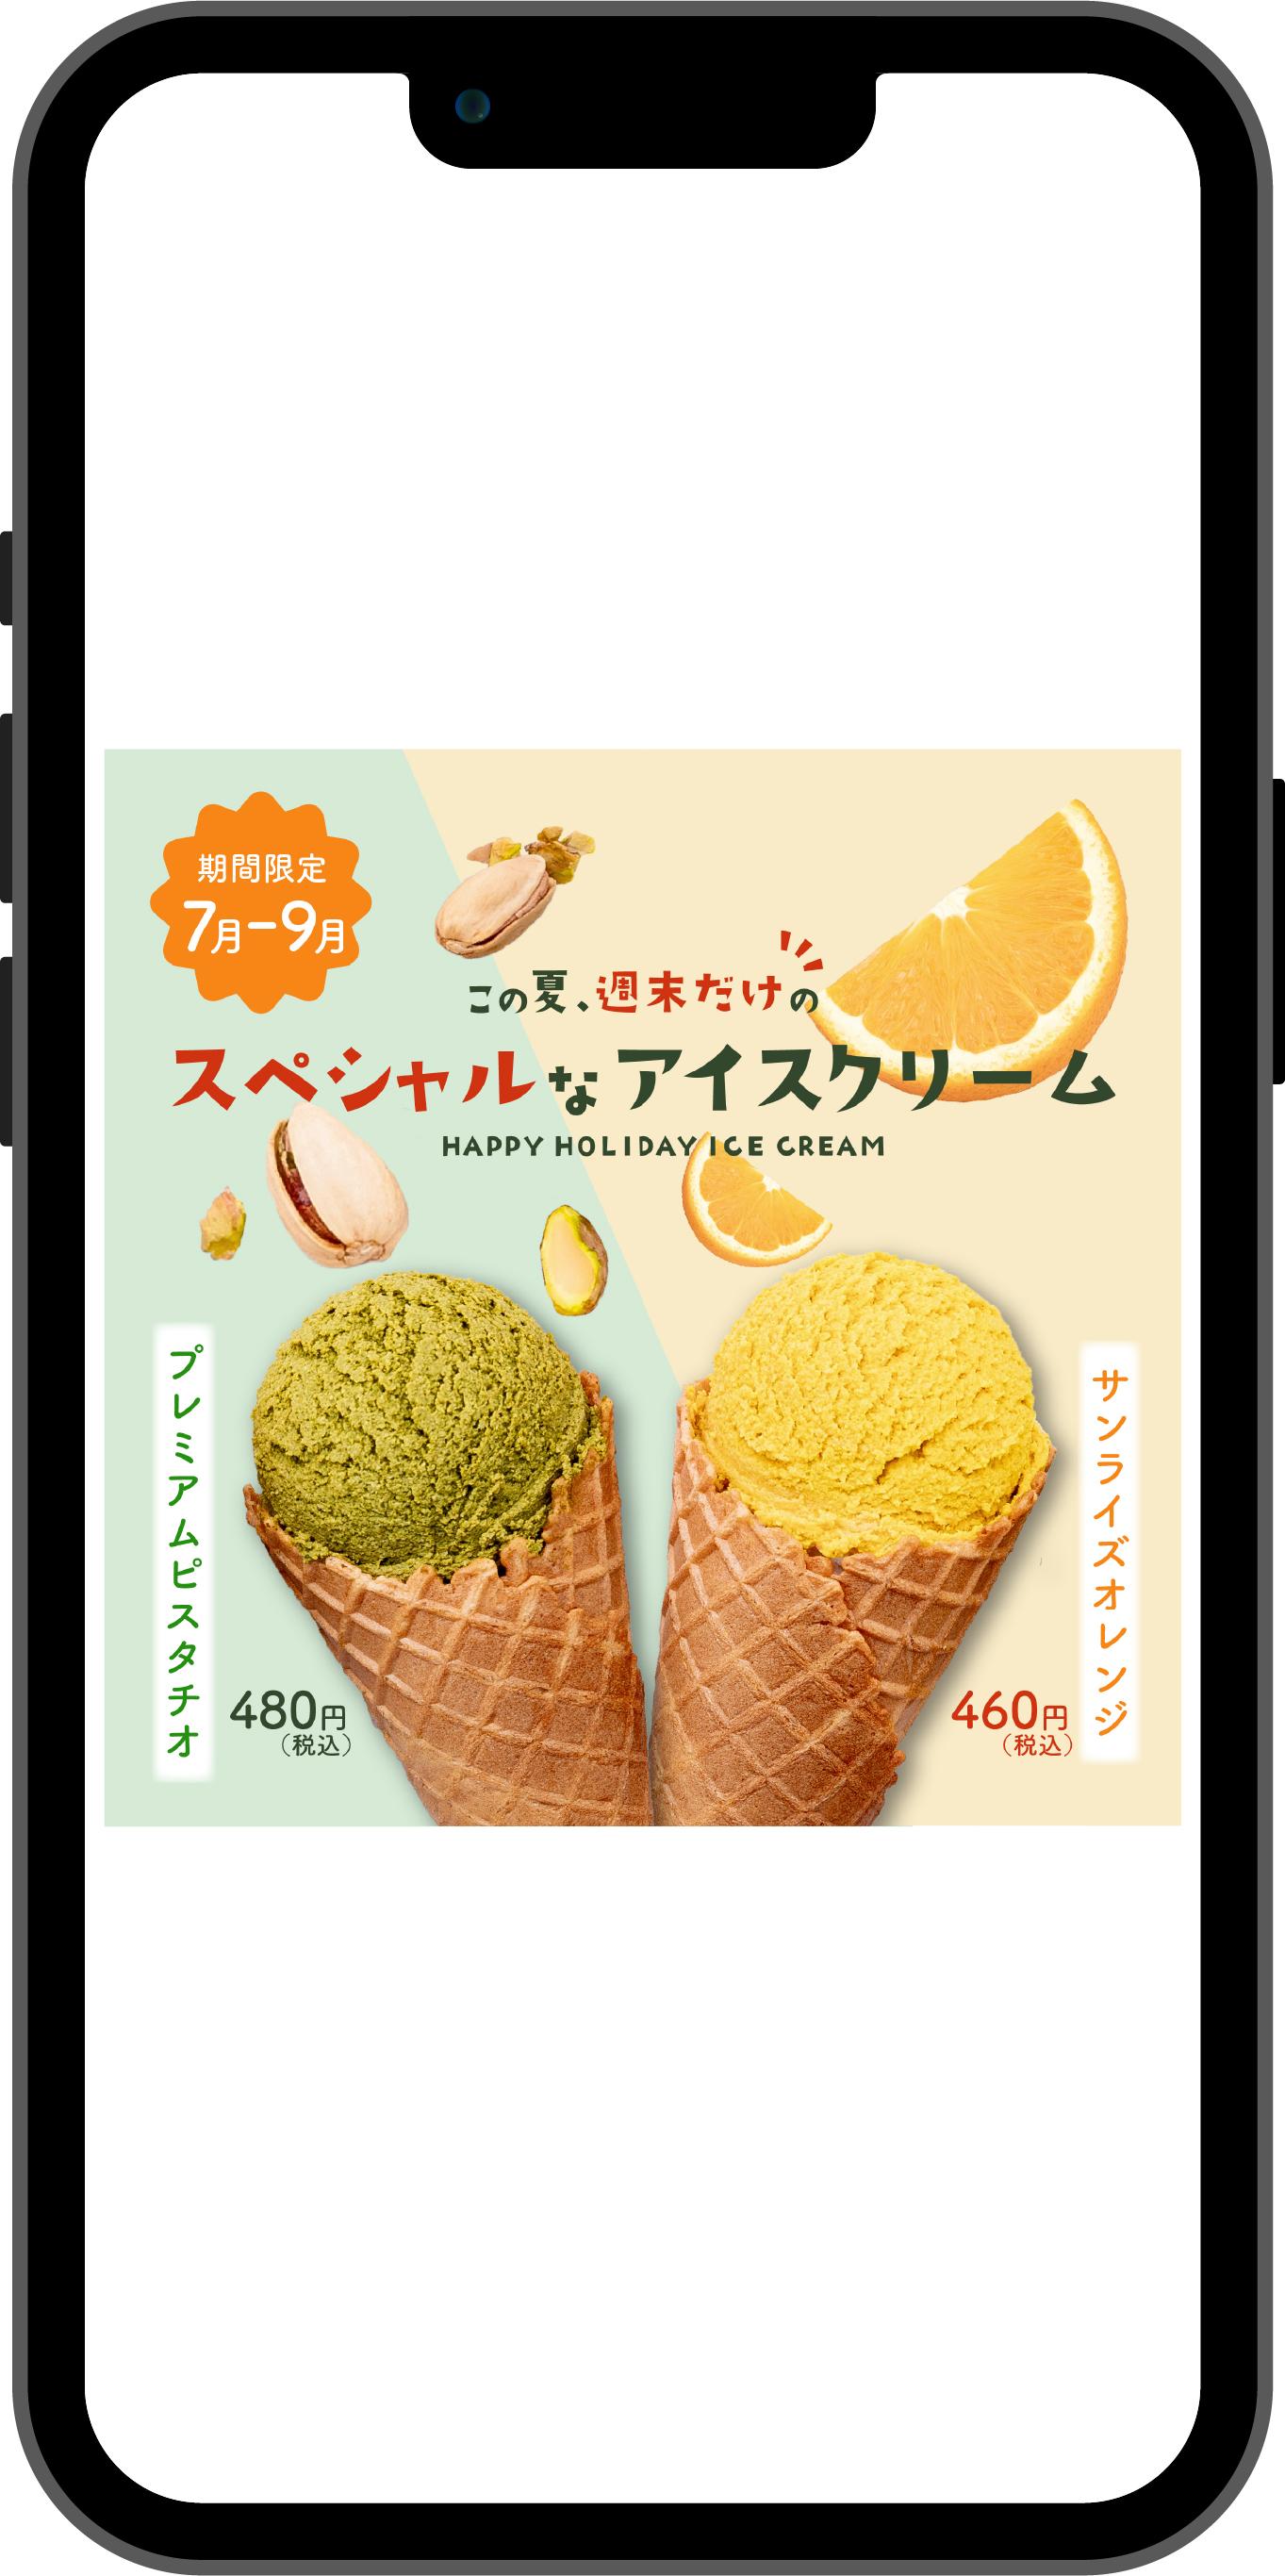 期間限定
7月-9月
この夏、週末だけの
スペシャルなアイスクリーム
HAPPY HOLIDAY ICE CREAM
プレミアムピスタチオ
480円
(税込)
サンライズオレンジ
460円
(税込)